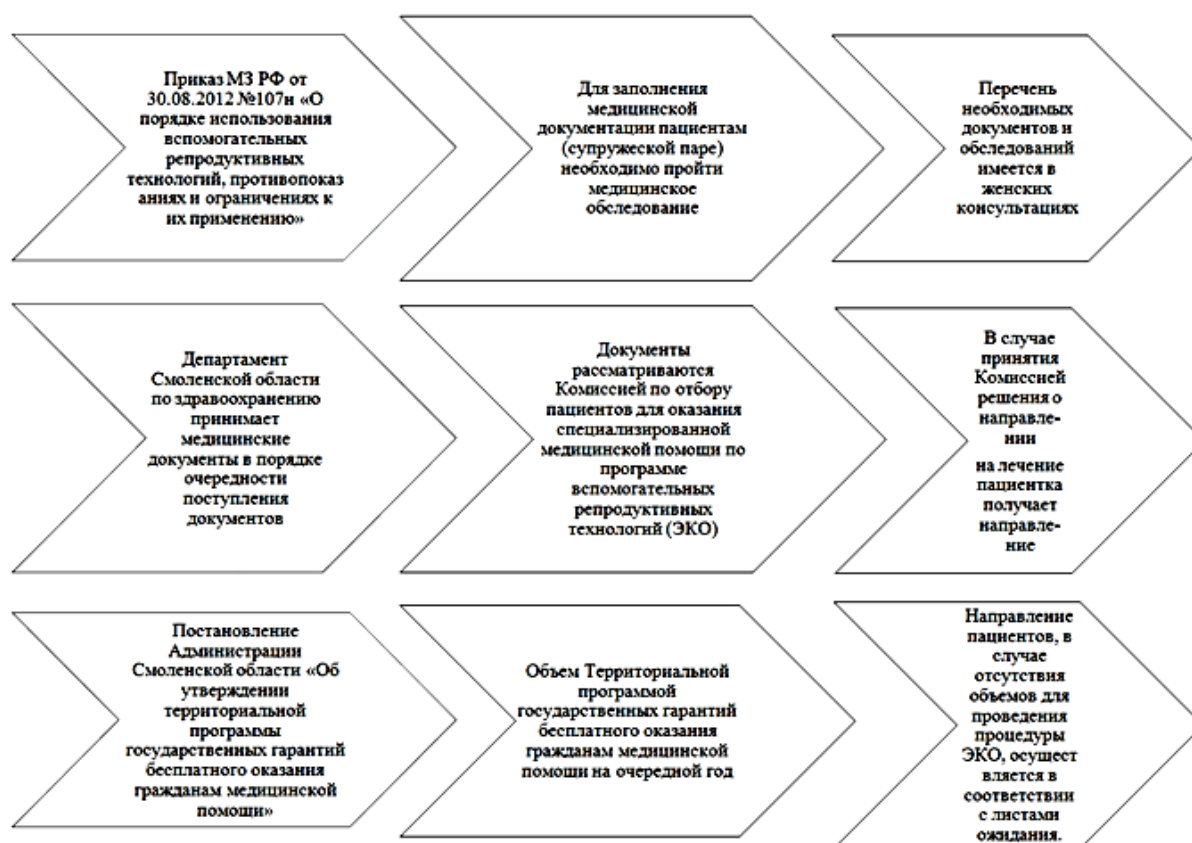 Приказ МЗ РФ от
30.08.2012 №107н «О
порядке использования
вспомогательных
репродуктивных
технологий, противопоказ
аниях и ограничениях к
их применению»
Для заполнения
медицинской
документации пациентам
(супружеской паре)
необходимо пройти
медицинское
обследование
Перечень
необходимых
документов и
обследований
имеется в
женских
консультациях
Департамент
Смоленской области
по здравоохранению
принимает
медицинские
документы в порядке
очередности
поступления
документов
Документы
рассматриваются
Комиссией по отбору
пациентов для оказания
специализированной
медицинской помощи по
программе
вспомогательных
репродуктивных
технологий (ЭКО)
В случае
принятия
Комиссией
решения о
направле-
нии
на лечение
пациентка
получает
направле-
ние
Постановление
Администрации
Смоленской области «Об
утверждении
территориальной
программы
государственных гарантий
бесплатного оказания
гражданам медицинской
помощи»
Объем Территориальной
программой
государственных гарантий
бесплатного оказания
гражданам медицинской
помощи на очередной год
Направление
пациентов, в
случае
отсутствия
объемов для
проведения
процедуры
ЭКО, осущест
вляется в
соответствии
с листами
ожидания.